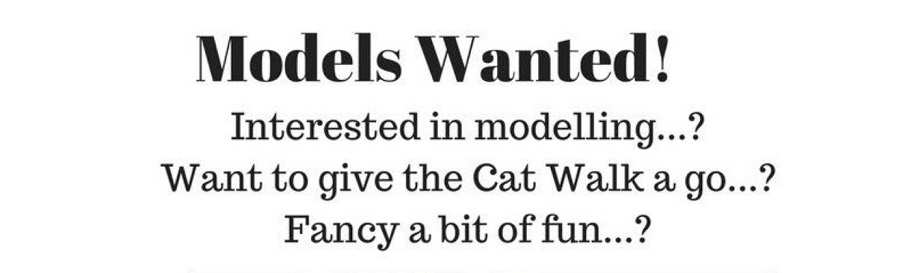 Models Wanted!
Interested in modelling...?
Want to give the Cat Walk a go...?
Fancy a bit of fun...?